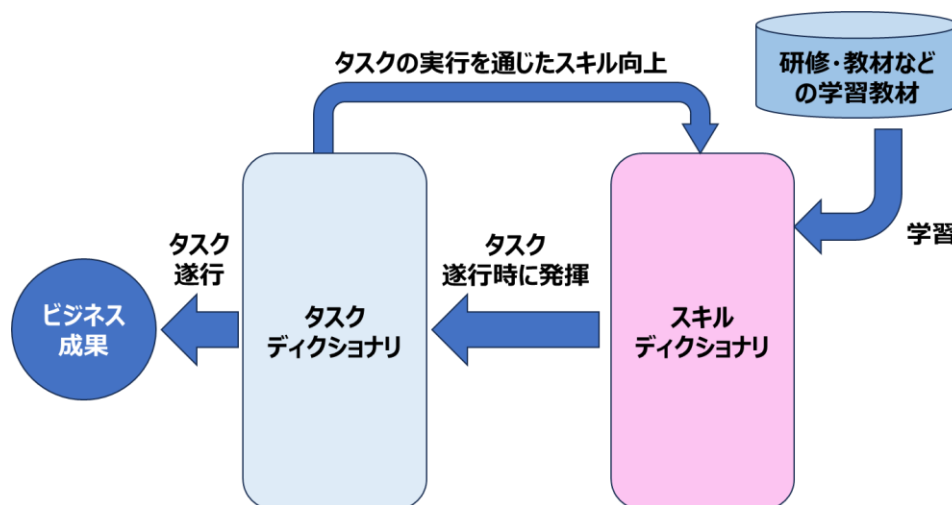 タスクの実行を通じたスキル向上
研修・教材など
の学習教材
学習
タスク
遂行
タスク
遂行時に発揮
ビジネス
成果
タスク
ディクショナリ
スキル
ディクショナリ